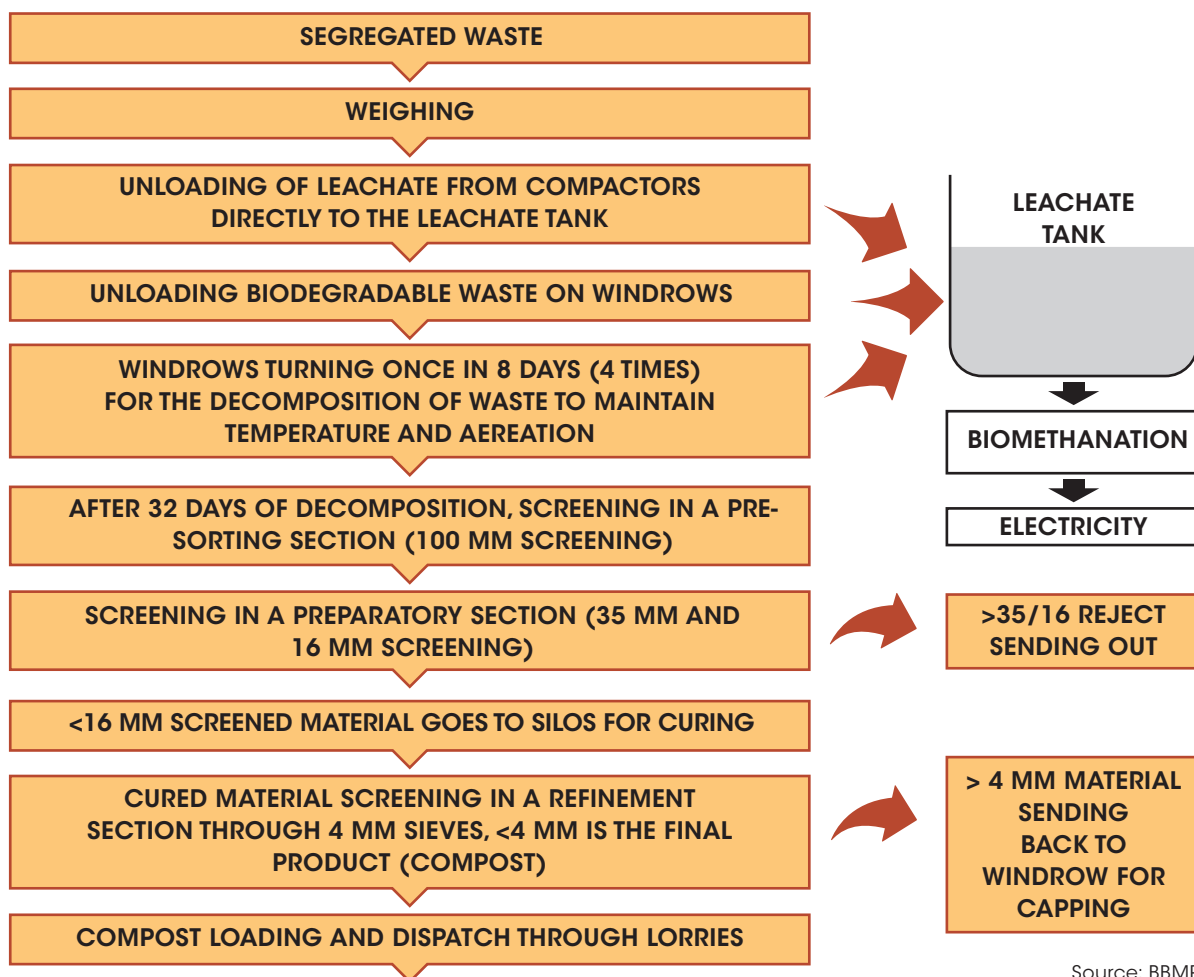 SEGREGATED WASTE
WEIGHING
UNLOADING OF LEACHATE FROM COMPACTORS
DIRECTLY TO THE LEACHATE TANK
LEACHATE
TANK
UNLOADING BIODEGRADABLE WASTE ON WINDROWS
WINDROWS TURNING ONCE IN 8 DAYS (4 TIMES)
FOR THE DECOMPOSITION OF WASTE TO MAINTAIN
TEMPERATURE AND AEREATION
BIOMETHANATION
ELECTRICITY
AFTER 32 DAYS OF DECOMPOSITION, SCREENING IN A PRE-
SORTING SECTION (100 MM SCREENING)
SCREENING IN A PREPARATORY SECTION (35 MM AND
16 MM SCREENING)
>35/16 REJECT
SENDING OUT
<16 MM SCREENED MATERIAL GOES TO SILOS FOR CURING
CURED MATERIAL SCREENING IN A REFINEMENT
SECTION THROUGH 4 MM SIEVES, <4 MM IS THE FINAL
PRODUCT (COMPOST)
> 4 MM MATERIAL
SENDING
BACK TO
WINDROW FOR
CAPPING
COMPOST LOADING AND DISPATCH THROUGH LORRIES
Source: BBMP